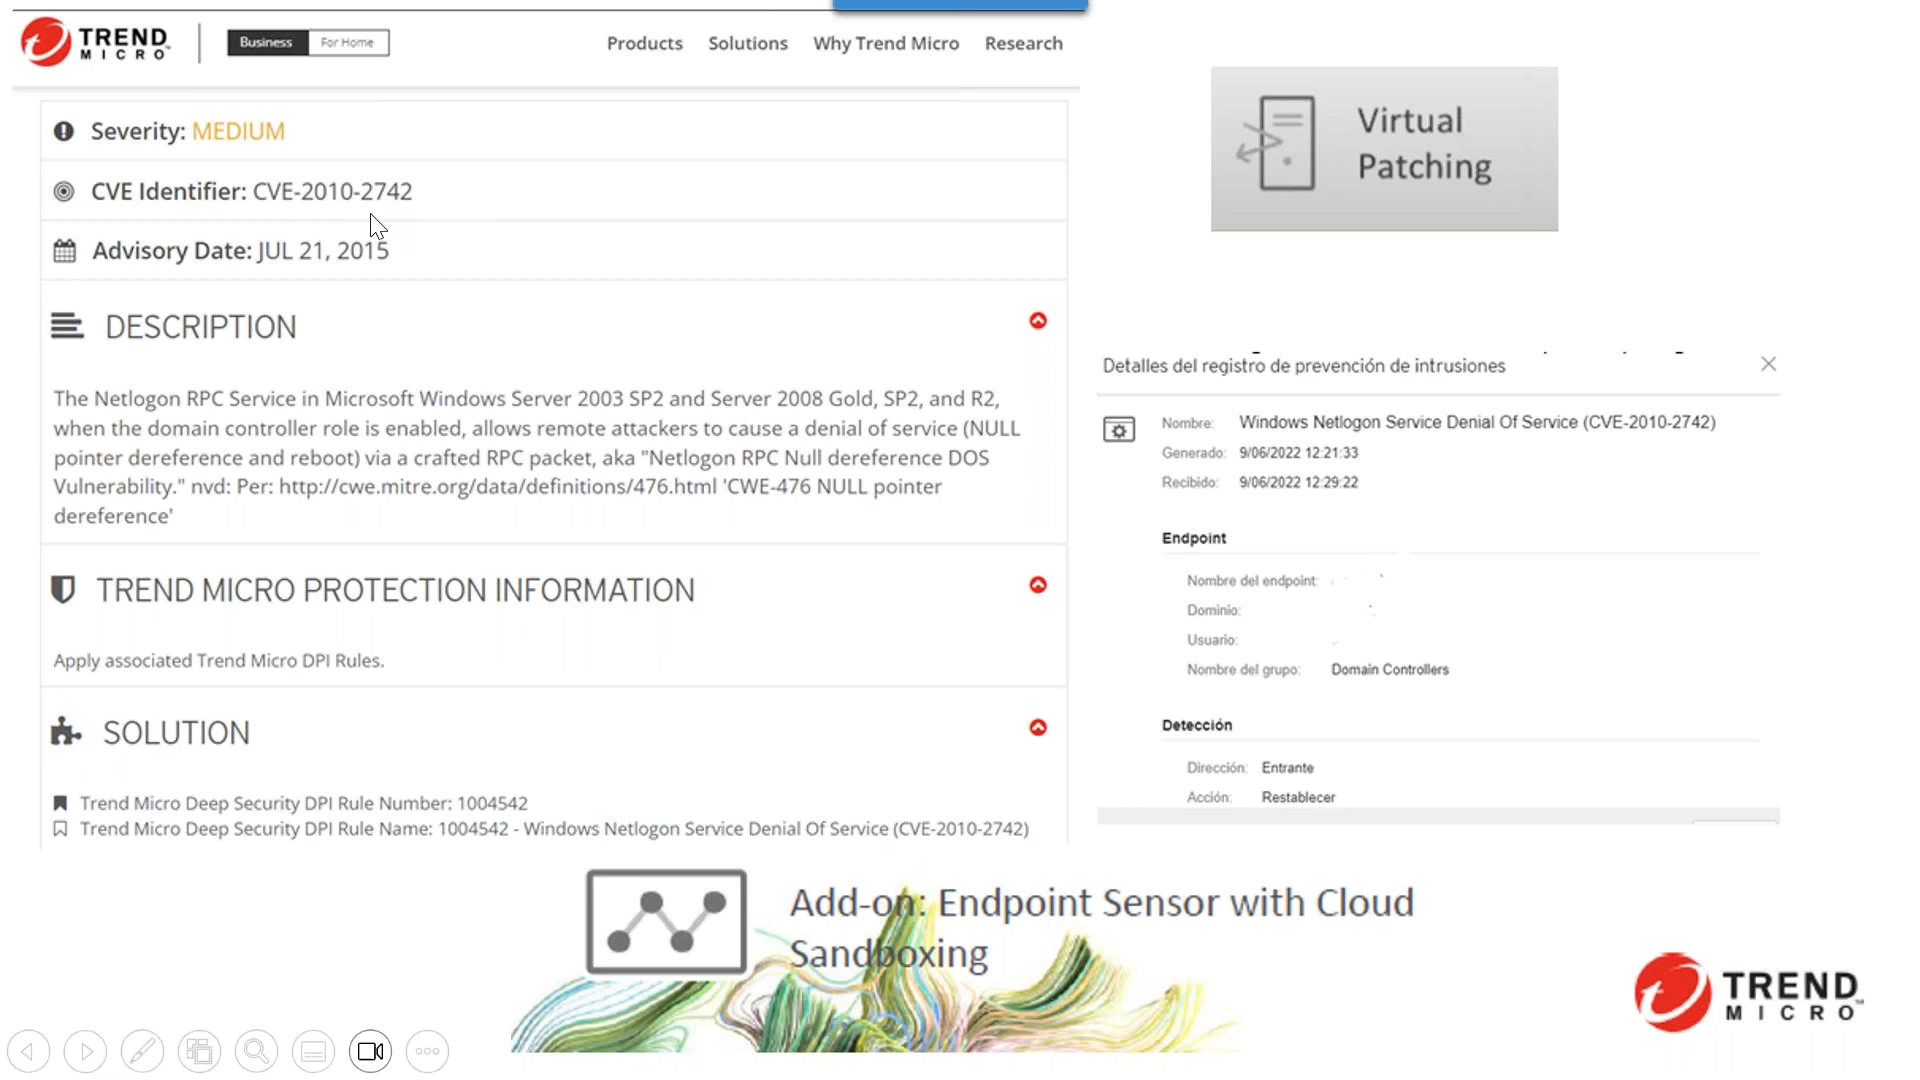 TREND MICRO
Business For Home
Products Solutions Why Trend Micro Research
Severity: MEDIUM
CVE Identifier: CVE-2010-2742
Advisory Date: JUL 21, 2015
DESCRIPTION
The Netlogon RPC Service in Microsoft Windows Server 2003 SP2 and Server 2008 Gold, SP2, and R2,
when the domain controller role is enabled, allows remote attackers to cause a denial of service (NULL
pointer dereference and reboot) via a crafted RPC packet, aka "Netlogon RPC Null dereference DOS
Vulnerability." nvd: Per: http://cwe.mitre.org/data/definitions/476.html 'CWE-476 NULL pointer
dereference'
TREND MICRO PROTECTION INFORMATION
Apply associated Trend Micro DPI Rules.
SOLUTION
Trend Micro Deep Security DPI Rule Number: 1004542
Trend Micro Deep Security DPI Rule Name: 1004542 - Windows Netlogon Service Denial Of Service (CVE-2010-2742)
Virtual
Patching
Detalles del registro de prevención de intrusiones
Nombre: Windows Netlogon Service Denial Of Service (CVE-2010-2742)
Generado: 9/06/2022 12:21:33
Recibido: 9/06/2022 12:29:22
Endpoint
Nombre del endpoint:
Dominio:
Usuario:
Nombre del grupo: Domain Controllers
Detección
Dirección: Entrante
Acción: Restablecer
Add-on: Endpoint Sensor with Cloud
Sandboxing
TREND MICRO